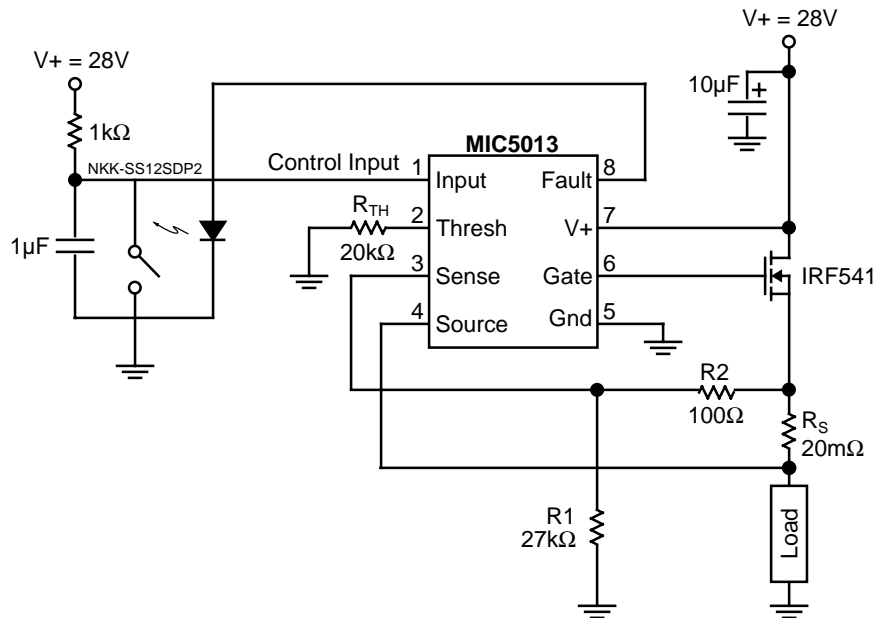 V+ = 28V
V+ = 28V
10µF +
1kΩ
NKK-SS12SDP2
Control Input
MIC5013
1 Input Fault 8
R_TH
20kΩ
2 Thresh V+ 7
1µF
3 Sense Gate 6
IRF541
4 Source Gnd 5
R2
100Ω
R_S
20mΩ
R1
27kΩ
Load